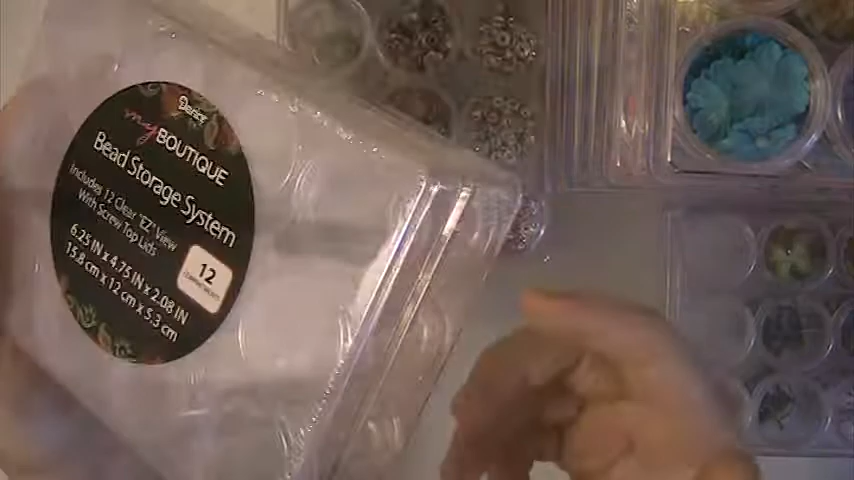 Darice
my BOUTIQUE
Bead Storage System
Includes 12 Clear "EZ" View
With Screw Top Lids
6.25 IN x 4.75 IN x 2.08 IN
15.8 cm x 12 cm x 5.3 cm
12